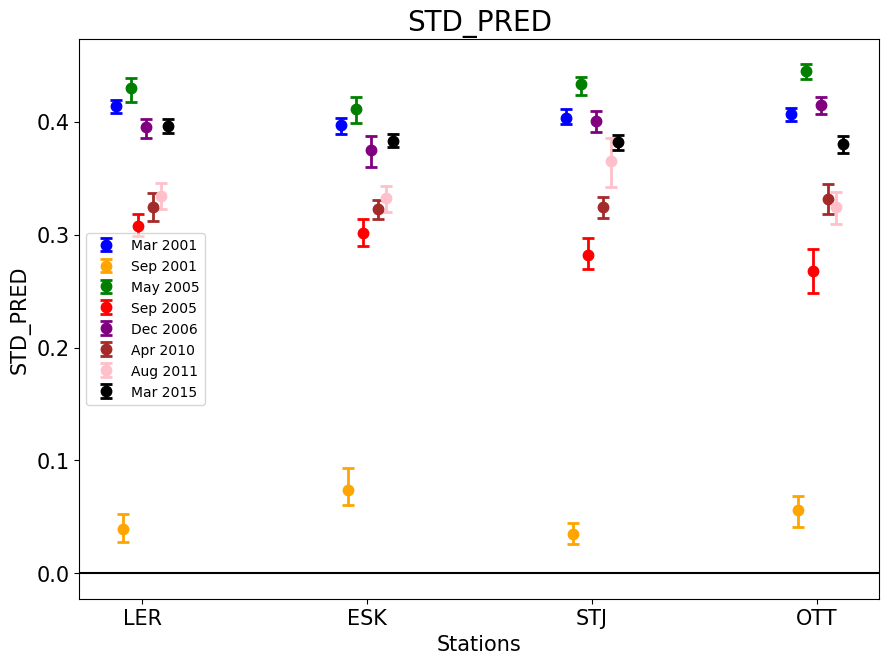 STD_PRED
STD_PRED
0.4
0.3
0.2
0.1
0.0
Mar 2001
Sep 2001
May 2005
Sep 2005
Dec 2006
Apr 2010
Aug 2011
Mar 2015
LER
ESK
STJ
OTT
Stations